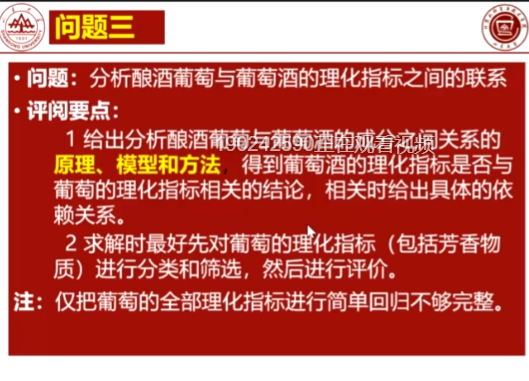 问题三
• 问题：分析酿酒葡萄与葡萄酒的理化指标之间的联系
• 评阅要点：
1 给出分析酿酒葡萄与葡萄酒的成分之间关系的
原理、模型和方法，得到葡萄酒的理化指标是否与
葡萄的理化指标相关的结论，相关时给出具体的依
赖关系。
2 求解时最好先对葡萄的理化指标（包括芳香物
质）进行分类和筛选，然后进行评价。
注：仅把葡萄的全部理化指标进行简单回归不够完整。
190242590正在观看视频